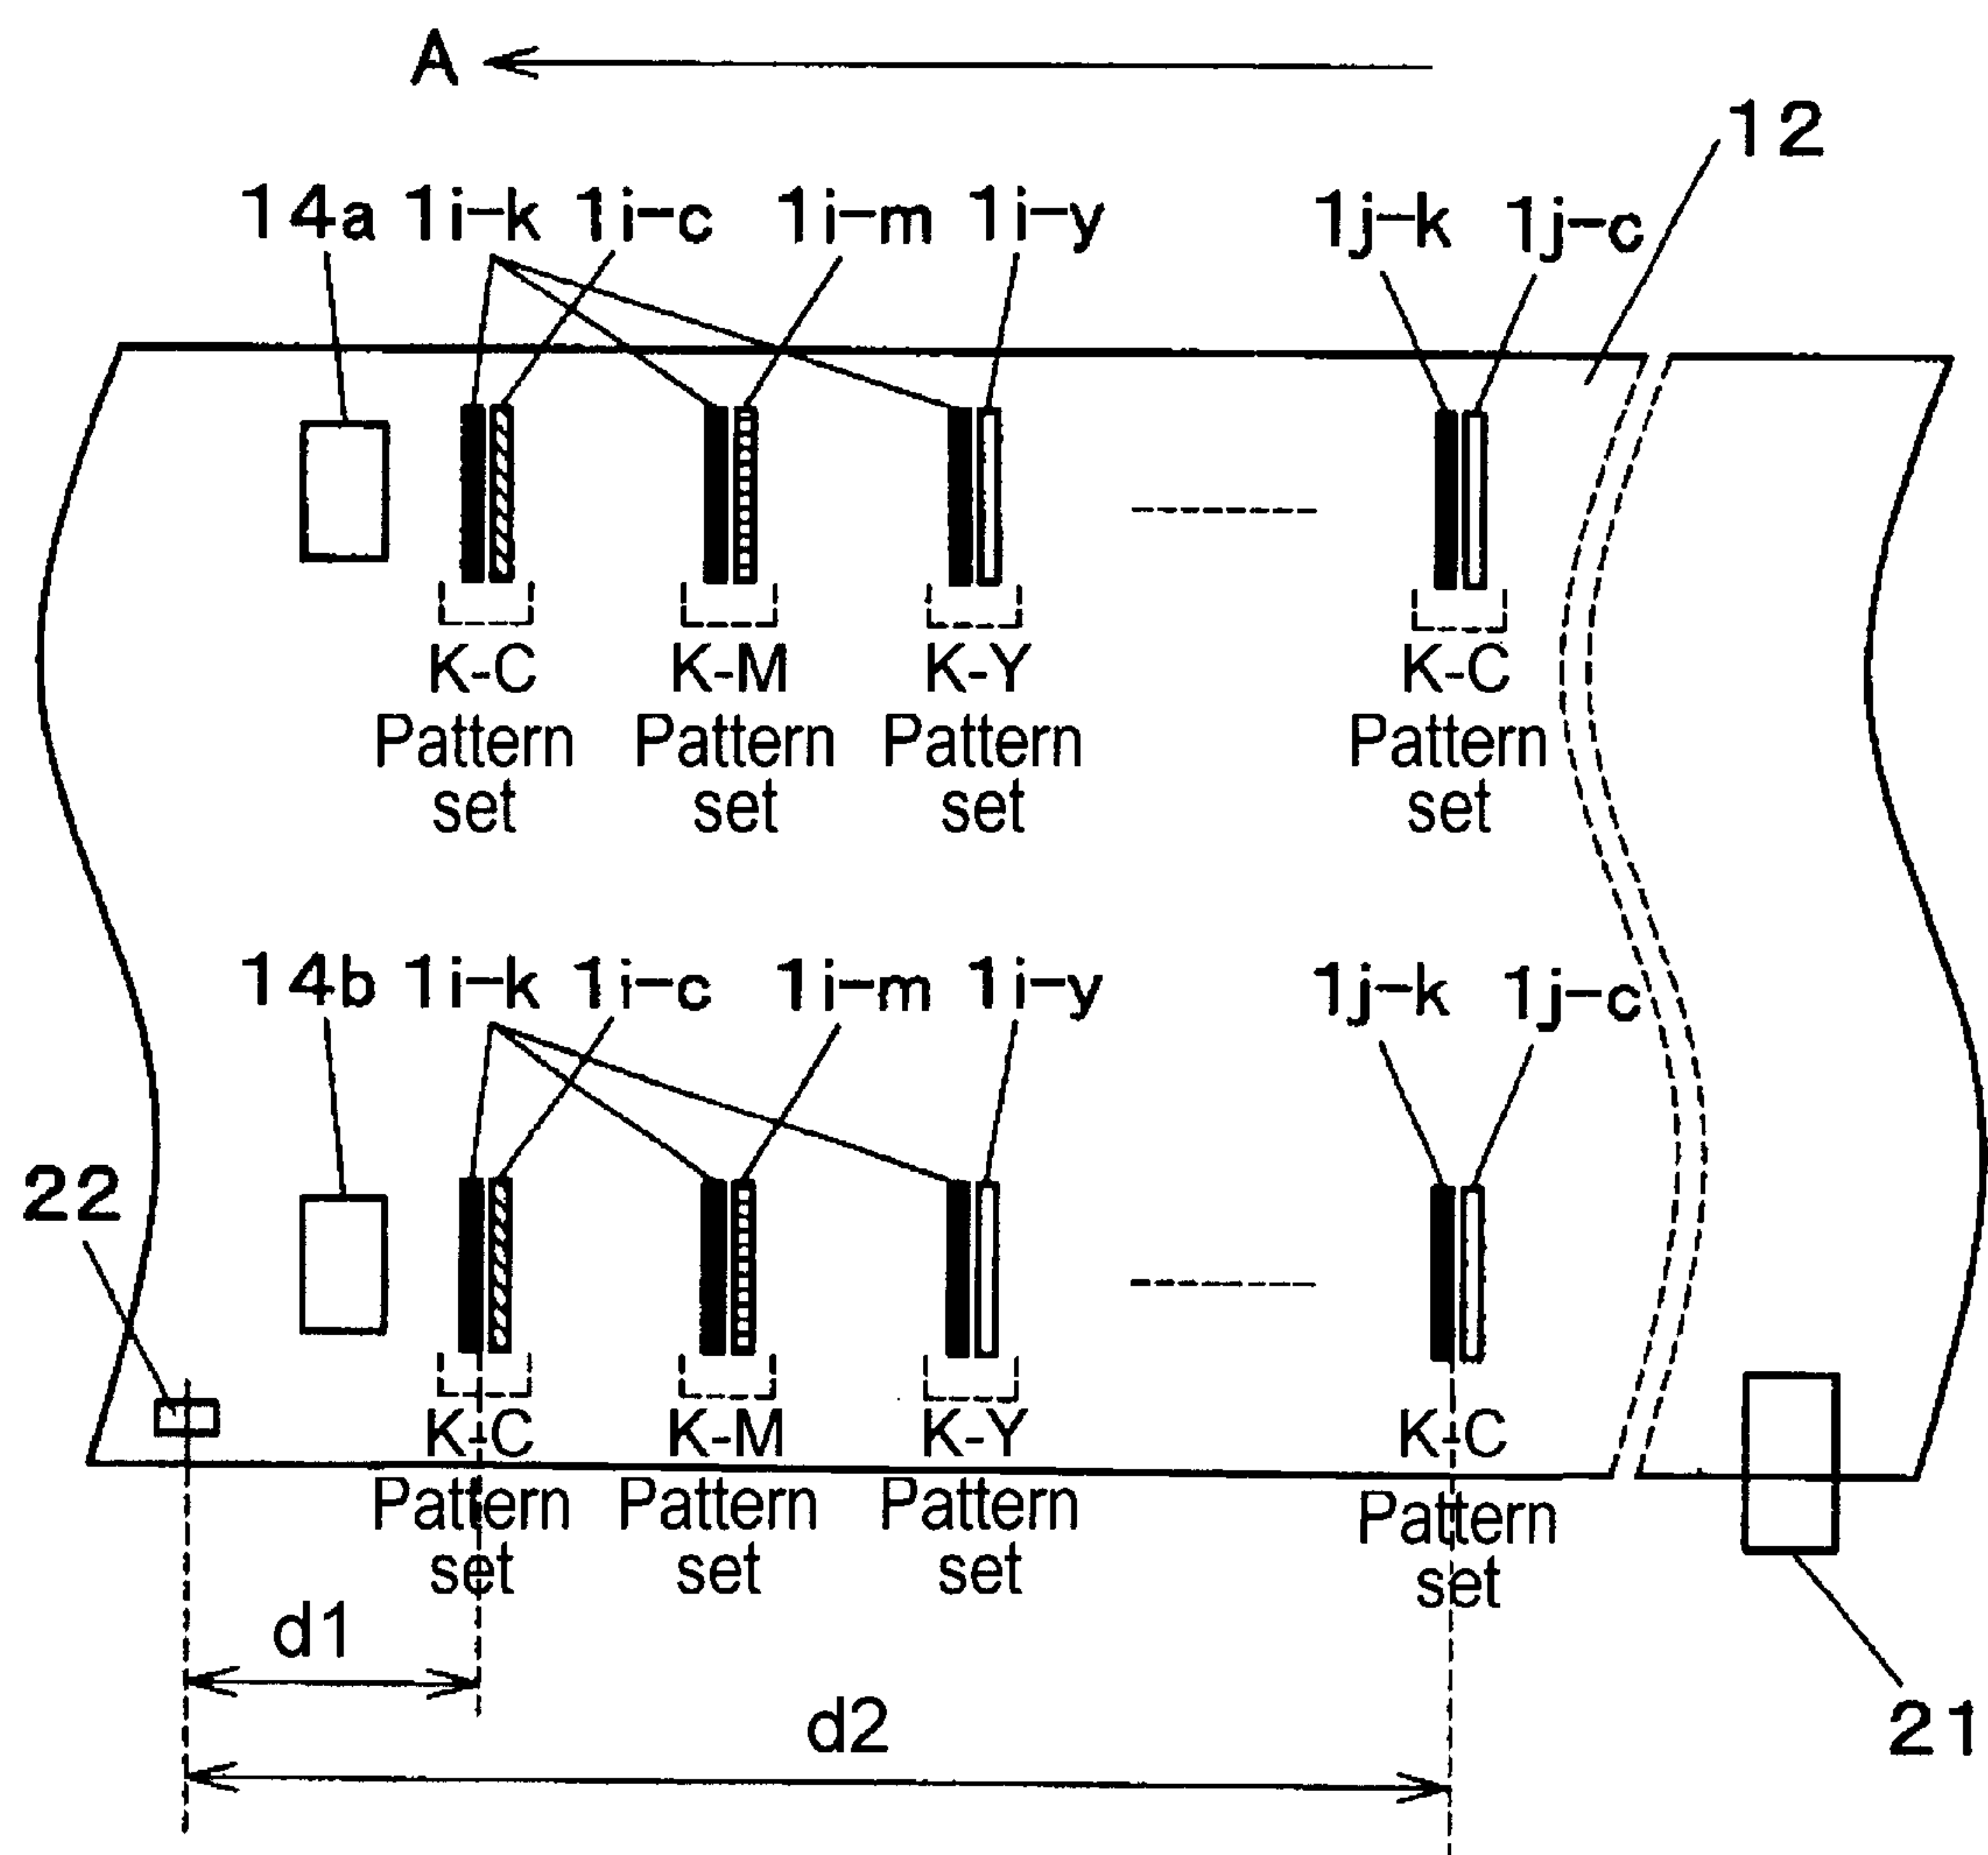 A
12
14a 1i-k 1i-c 1i-m 1i-y 1j-k 1j-c
K-C K-M K-Y K-C
Pattern Pattern Pattern Pattern
set set set set
14b 1i-k 1i-c 1i-m 1i-y 1j-k 1j-c
22
K-C K-M K-Y K-C
Pattern Pattern Pattern Pattern
set set set set
d1
d2
21